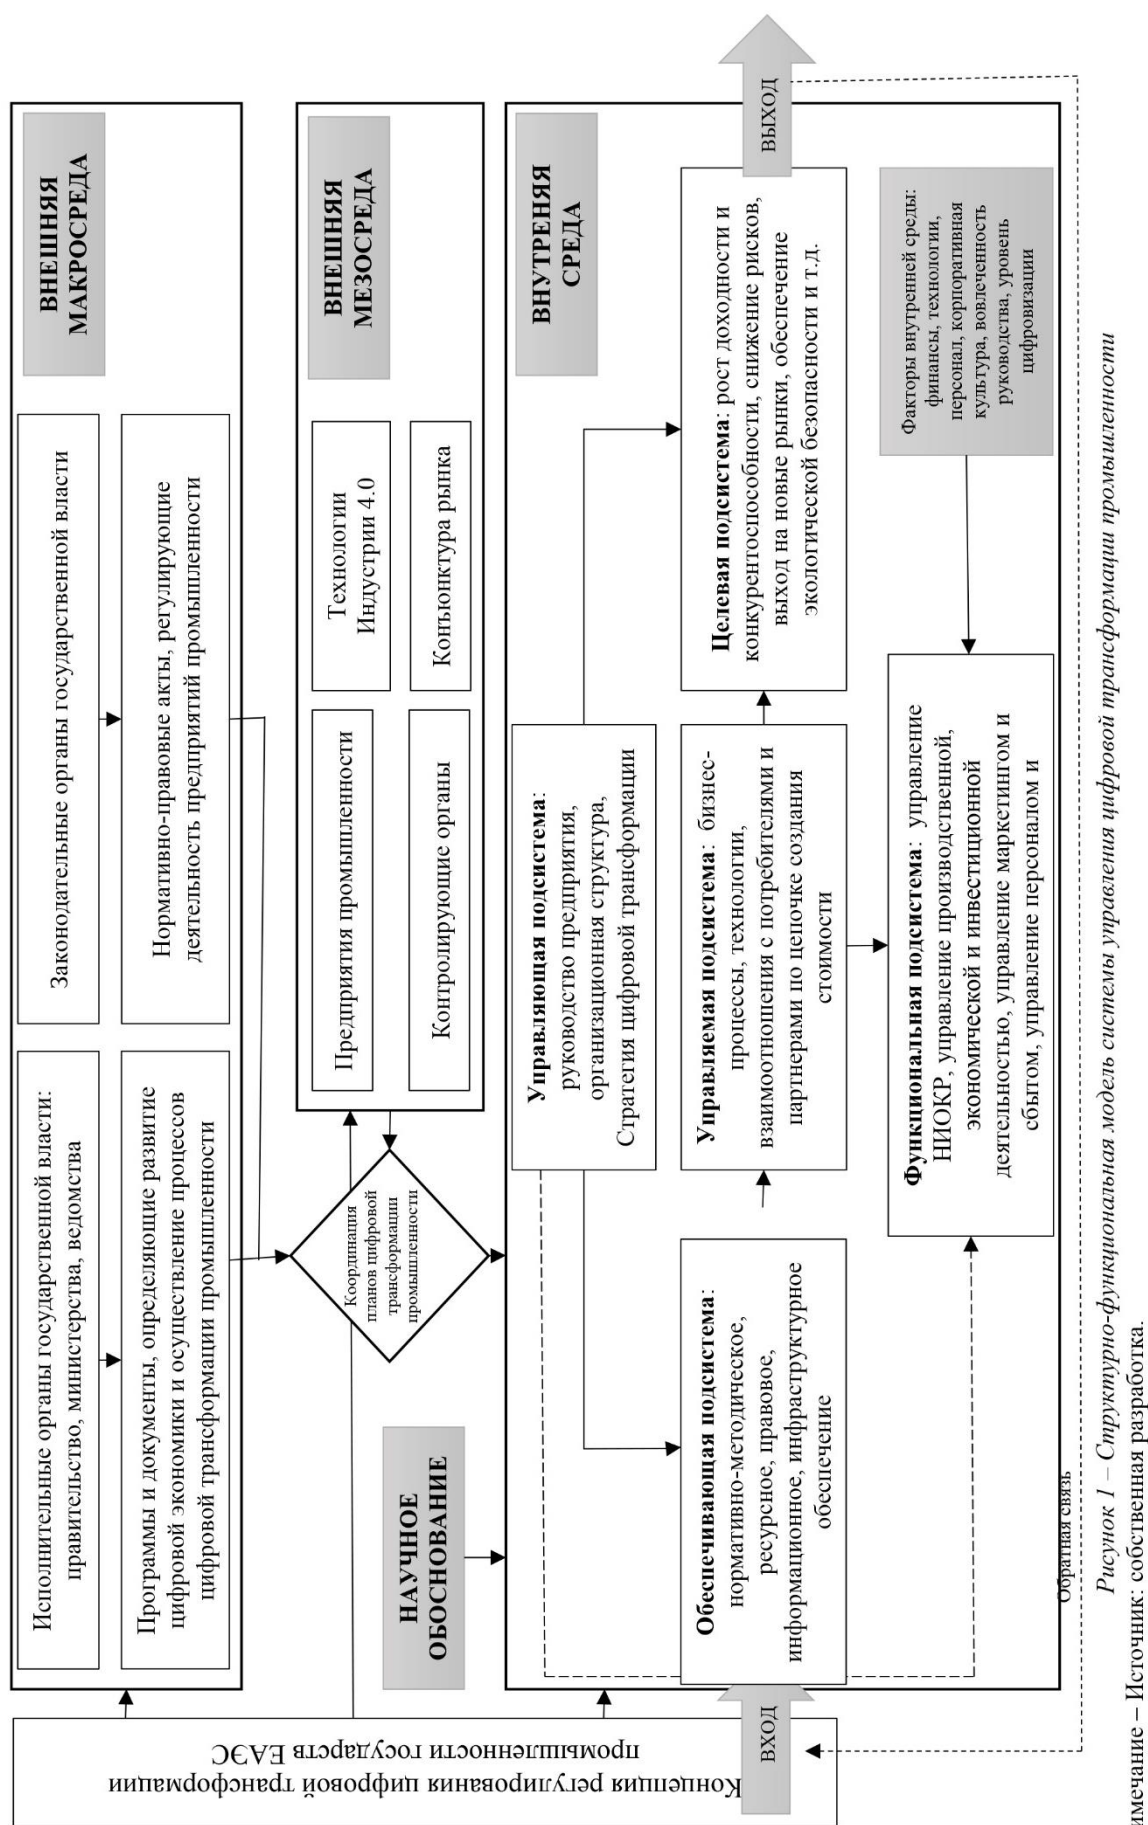 Концепция регулирования цифровой трансформации
промышленности государств ЕАЭС
Исполнительные органы государственной власти:
правительство, министерства, ведомства
Законодательные органы государственной власти
ВНЕШНЯЯ
МАКРОСРЕДА
Программы и документы, определяющие развитие
цифровой экономики и осуществление процессов
цифровой трансформации промышленности
Нормативно-правовые акты, регулирующие
деятельность предприятий промышленности
Координация
планов цифровой
трансформации
промышленности
Предприятия промышленности
Технологии
Индустрии 4.0
ВНЕШНЯЯ
МЕЗОСРЕДА
Контролирующие органы
Конъюнктура рынка
НАУЧНОЕ
ОБОСНОВАНИЕ
ВНУТРЕНЯЯ
СРЕДА
Управляющая подсистема:
руководство предприятия,
организационная структура,
Стратегия цифровой трансформации
ВХОД
Обеспечивающая подсистема:
нормативно-методическое,
ресурсное, правовое,
информационное, инфраструктурное
обеспечение
Управляемая подсистема: бизнес-
процессы, технологии,
взаимоотношения с потребителями и
партнерами по цепочке создания
стоимости
Целевая подсистема: рост доходности и
конкурентоспособности, снижение рисков,
выход на новые рынки, обеспечение
экологической безопасности и т.д.
ВЫХОД
Функциональная подсистема: управление
НИОКР, управление производственной,
экономической и инвестиционной
деятельностью, управление маркетингом и
сбытом, управление персоналом и
Факторы внутренней среды:
финансы, технологии,
персонал, корпоративная
культура, вовлеченность
руководства, уровень
цифровизации
Обратная связь
Рисунок 1 – Структурно-функциональная модель системы управления цифровой трансформации промышленности
имечание – Источник: собственная разработка.